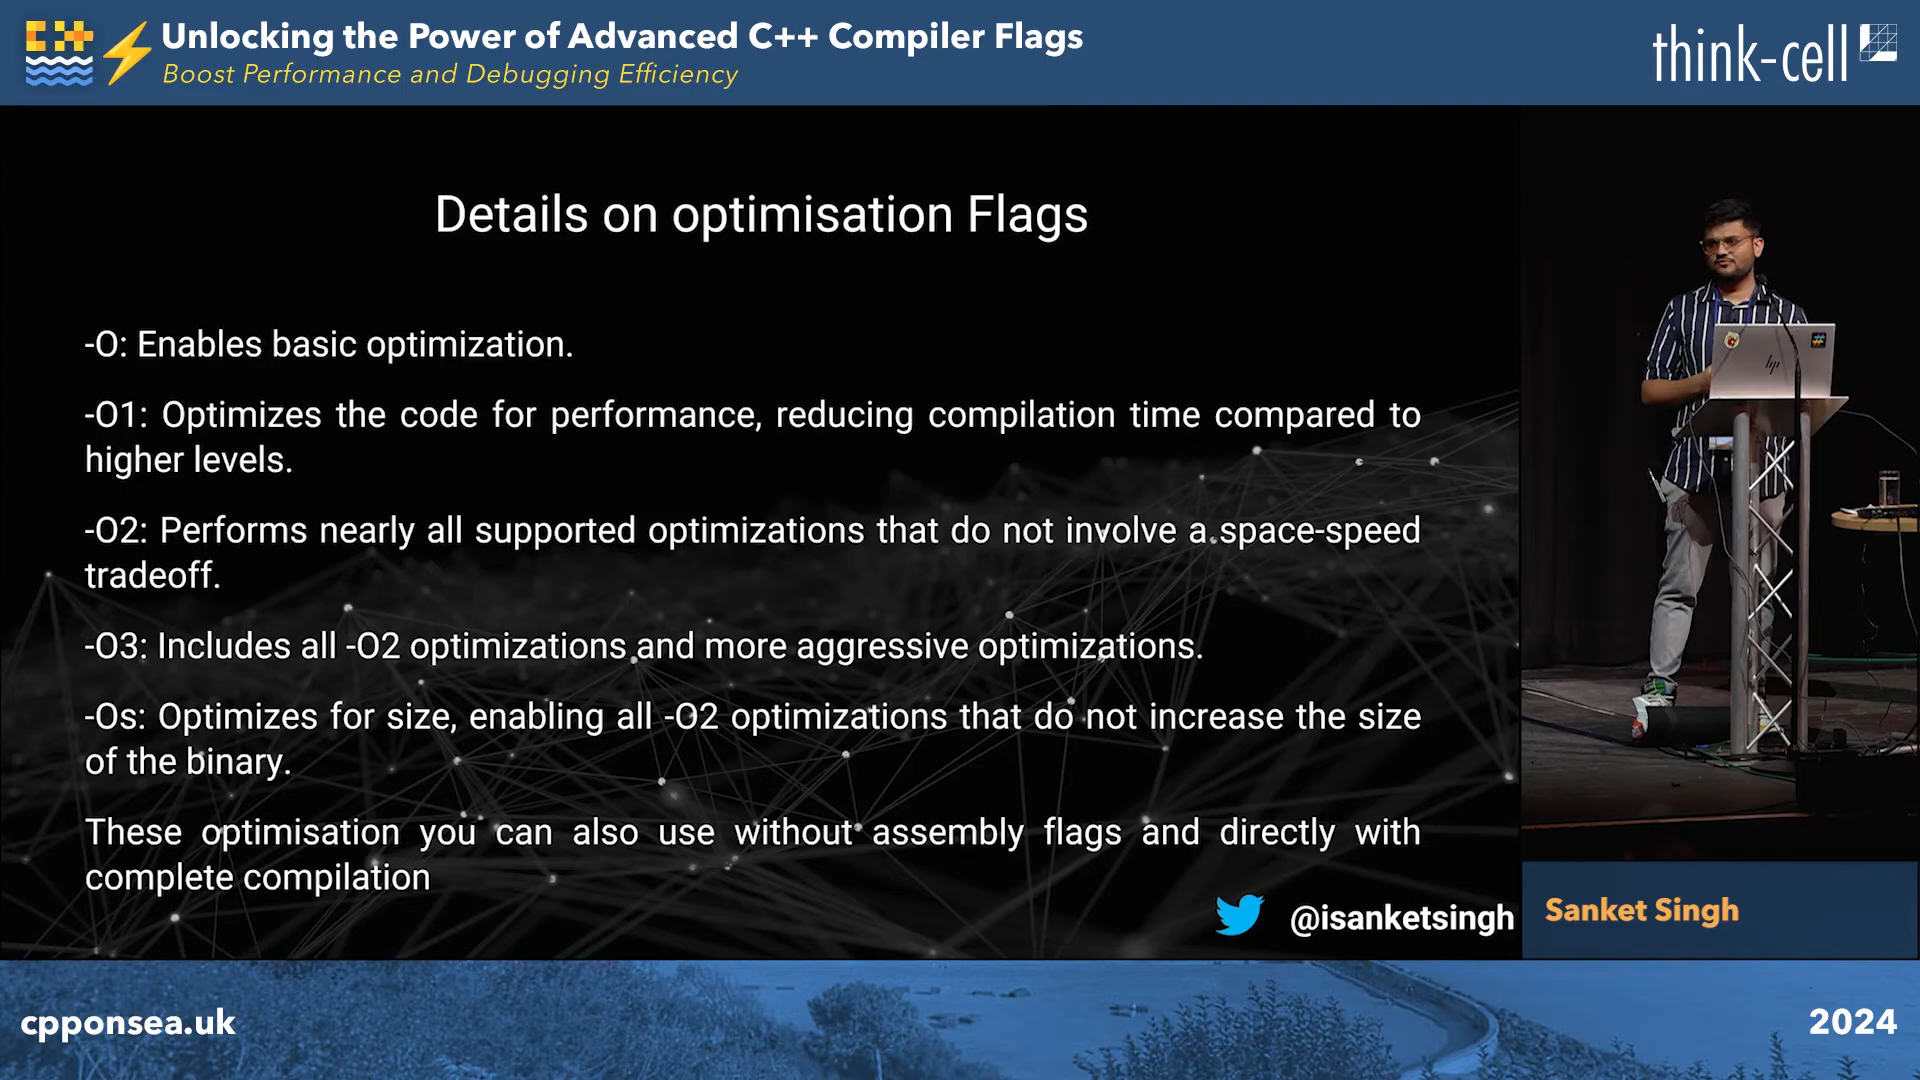 Unlocking the Power of Advanced C++ Compiler Flags
Boost Performance and Debugging Efficiency
think-cell
Details on optimisation Flags
-O: Enables basic optimization.
-O1: Optimizes the code for performance, reducing compilation time compared to
higher levels.
-O2: Performs nearly all supported optimizations that do not involve a space-speed
tradeoff.
-O3: Includes all -O2 optimizations and more aggressive optimizations.
-Os: Optimizes for size, enabling all -O2 optimizations that do not increase the size
of the binary.
These optimisation you can also use without assembly flags and directly with
complete compilation
@isanketsingh
hp
Sanket Singh
cpponsea.uk
2024